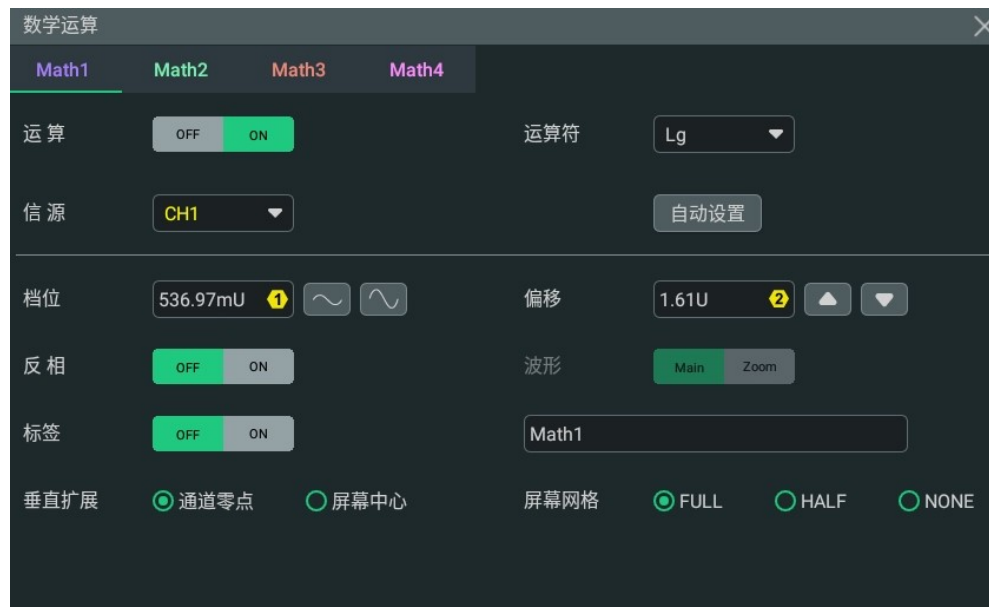 数学运算
Math1 Math2 Math3 Math4
运算 OFF ON 运算符 Lg
信源 CH1 自动设置
档位 536.97mU 1 偏移 1.61U 2
反相 OFF ON 波形 Main Zoom
标签 OFF ON Math1
垂直扩展 通道零点 屏幕中心 屏幕网格 FULL HALF NONE